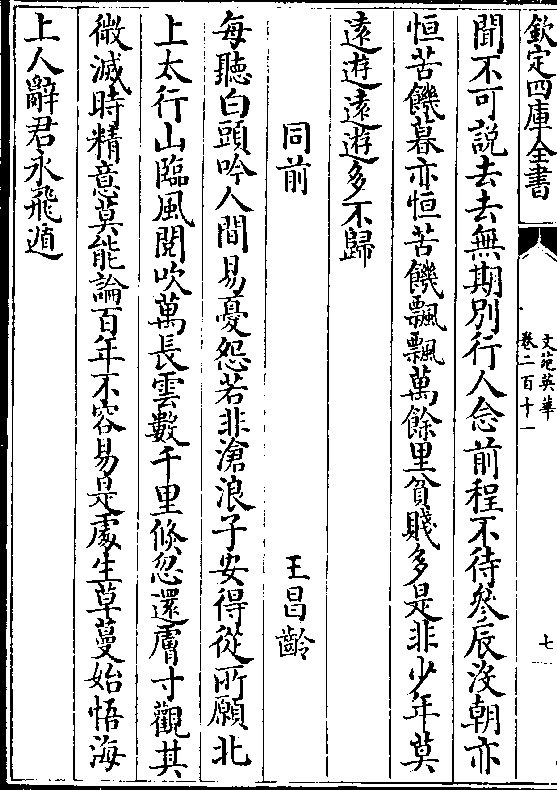 欽定四庫全書
文苑英華
卷二百十一
七
聞不可說去去無期別行人念前程不待參辰沒朝亦
恒苦饑暮亦恒苦饑飄飄萬餘里貧賤多是非少年莫
遠遊遠遊多不歸
同前 王昌齡
每聽白頭吟人間易憂怨若非滄浪子安得從所願北
上太行山臨風閱吹萬長雲數千里倐忽還膚寸觀其
微滅時精意莫能論百年不容易是處生草蔓始悟海
上人辭君永飛遁